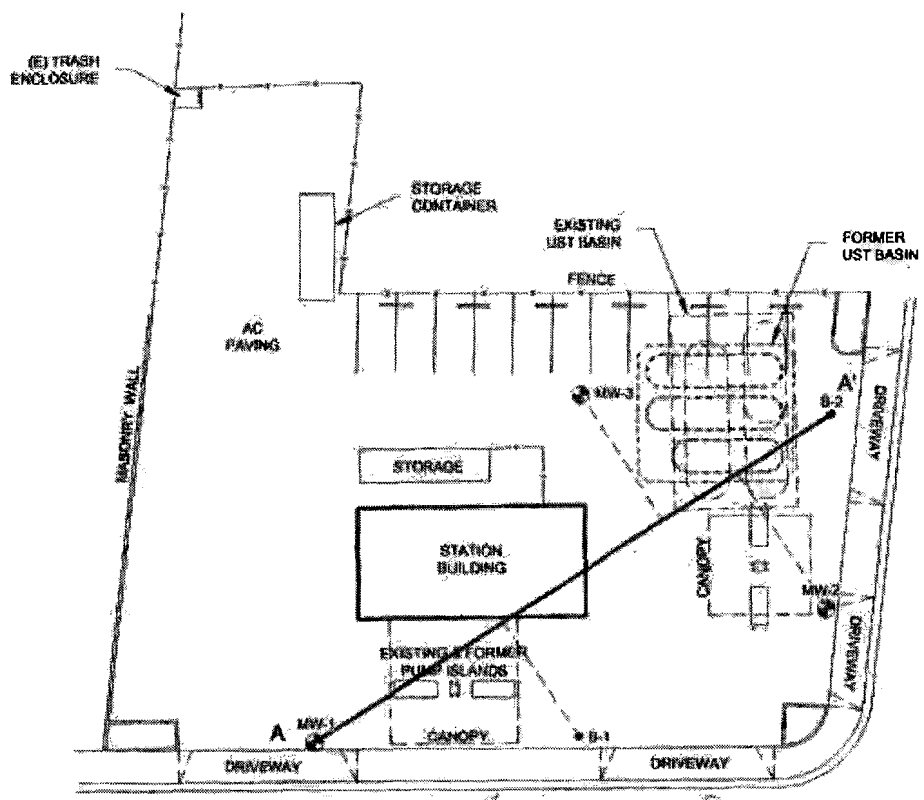 (E) TRASH
ENCLOSURE
STORAGE
CONTAINER
EXISTING
UST BASIN
FORMER
UST BASIN
FENCE
AC
PAVING
MASONRY WALL
MW-3
A'
B-2
DRIVEWAY
STORAGE
STATION
BUILDING
CANOPY
MW-2
DRIVEWAY
EXISTING & FORMER
PUMP ISLANDS
MW-1
A
CANOPY
B-1
DRIVEWAY
DRIVEWAY